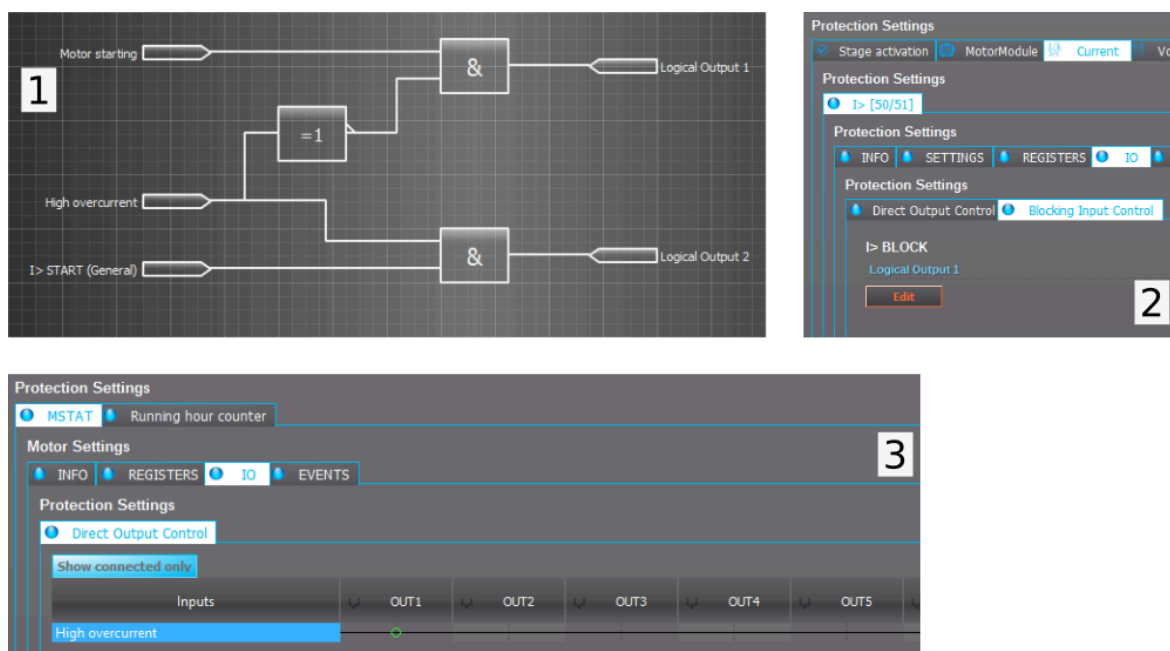 1
Motor starting
&
Logical Output 1
=1
High overcurrent
&
I> START (General)
Logical Output 2
Protection Settings
Stage activation MotorModule Current
Protection Settings
I> [50/51]
Protection Settings
INFO SETTINGS REGISTERS IO
Protection Settings
Direct Output Control Blocking Input Control
I> BLOCK
Logical Output 1
Edit
2
Protection Settings
MSTAT Running hour counter
Motor Settings
3
INFO REGISTERS IO EVENTS
Protection Settings
Direct Output Control
Show connected only
Inputs OUT1 OUT2 OUT3 OUT4 OUT5
High overcurrent